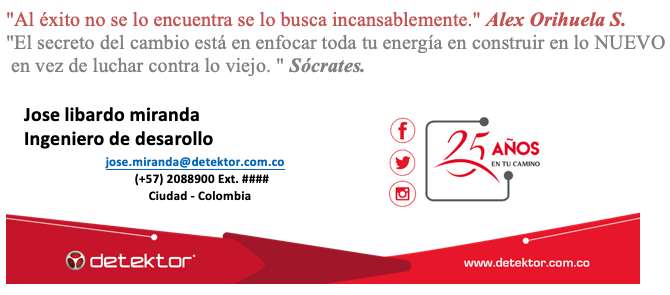 "Al éxito no se lo encuentra se lo busca incansablemente." Alex Orihuela S.
"El secreto del cambio está en enfocar toda tu energía en construir en lo NUEVO
en vez de luchar contra lo viejo. " Sócrates.
Jose libardo miranda
Ingeniero de desarollo
jose.miranda@detektor.com.co
(+57) 2088900 Ext. ####
Ciudad - Colombia
25 AÑOS
EN TU CAMINO
detektor®
www.detektor.com.co